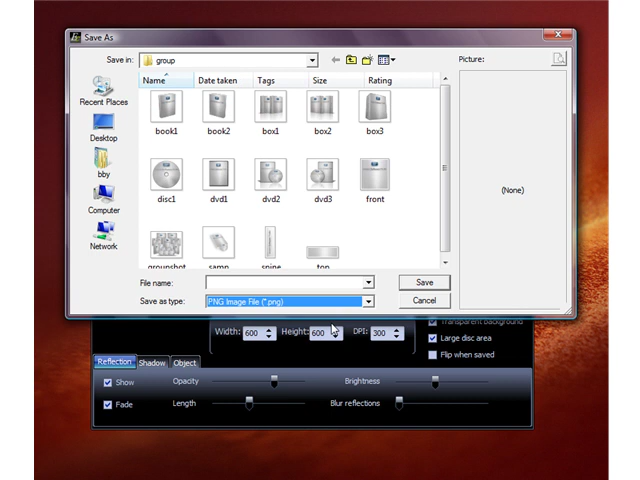 Save As
Save in: group
Picture:
Name Date taken Tags Size Rating
Recent Places
Desktop
bby
Computer
Network
book1 book2 box1 box2 box3
disc1 dvd1 dvd2 dvd3 front
groupshot samp spine top
(None)
File name: Save
Save as type: PNG Image File (*.png) Cancel
Width: 600 Height: 600 DPI: 300
Transparent background
Large disc area
Flip when saved
Reflection Shadow Object
Show Opacity Brightness
Fade Length Blur reflections